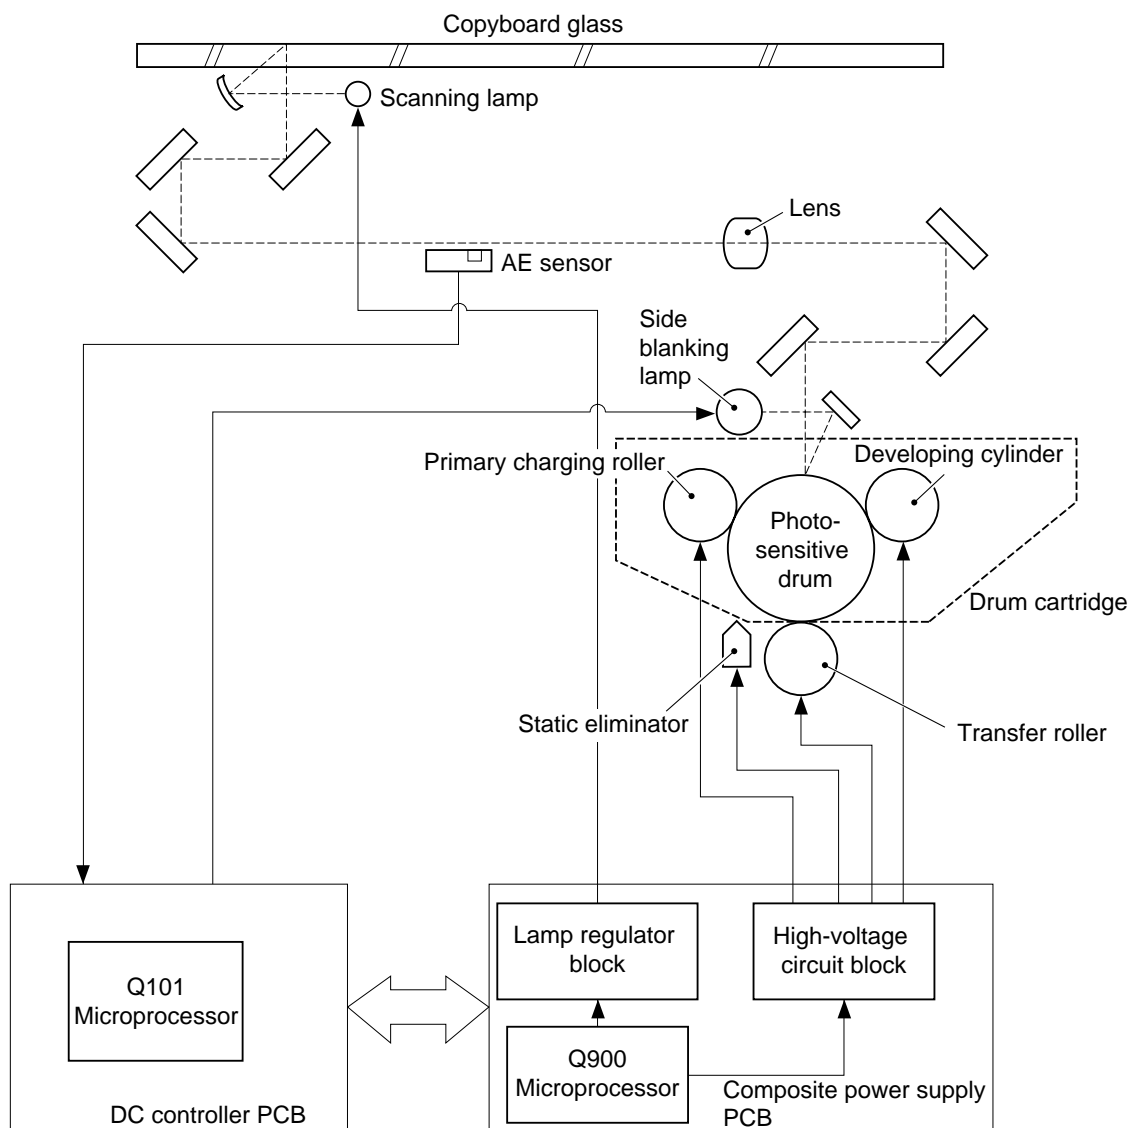 Copyboard glass
Scanning lamp
Lens
AE sensor
Side
blanking
lamp
Primary charging roller
Developing cylinder
Photo-
sensitive
drum
Drum cartridge
Static eliminator
Transfer roller
Lamp regulator
block
High-voltage
circuit block
Q101
Microprocessor
Q900
Microprocessor
Composite power supply
PCB
DC controller PCB